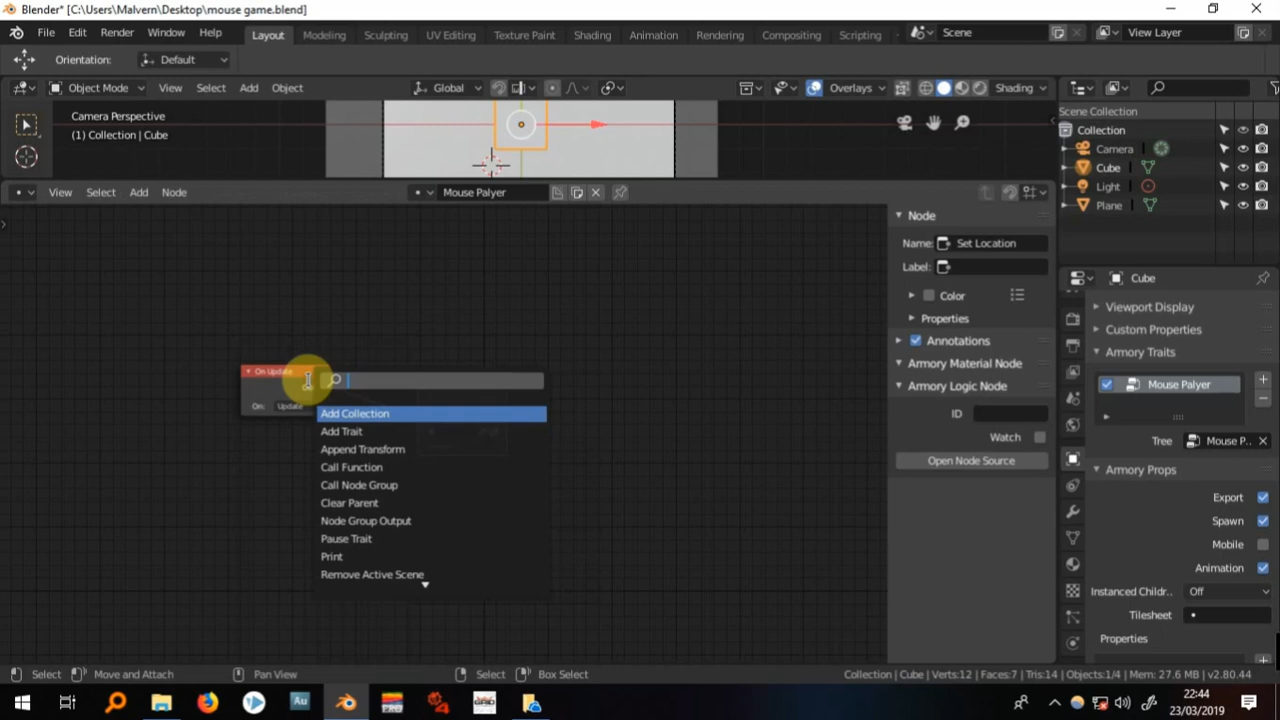 Blender* [C:\Users\Malvern\Desktop\mouse game.blend]
File Edit Render Window Help Layout Modeling Sculpting UV Editing Texture Paint Shading Animation Rendering Compositing Scripting Scene View Layer
Orientation: Default
Object Mode View Select Add Object Global Overlays Shading
Camera Perspective
(1) Collection | Cube
Scene Collection
Collection
Camera
Cube
Light
Plane
View Select Add Node Mouse Palyer
Node
Name: Set Location
Label:
Color
Properties
Annotations
Armory Material Node
Armory Logic Node
ID
Watch
Open Node Source
On Update
On: Update
Add Collection
Add Trait
Append Transform
Call Function
Call Node Group
Clear Parent
Node Group Output
Pause Trait
Print
Remove Active Scene
Cube
Viewport Display
Custom Properties
Armory Traits
Mouse Palyer
Tree Mouse P..
Armory Props
Export
Spawn
Mobile
Animation
Instanced Childr.. Off
Tilesheet
Properties
Select Move and Attach Pan View Select Box Select Collection | Cube | Verts:12 | Faces:7 | Tris:14 | Objects:1/4 | Mem: 27.6 MB | v2.80.44
Au
GRID
22:44
23/03/2019